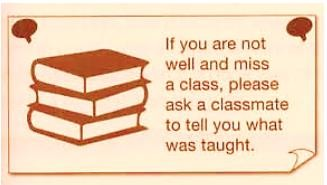 If you are not
well and miss
a class, please
ask a classmate
to tell you what
was taught.